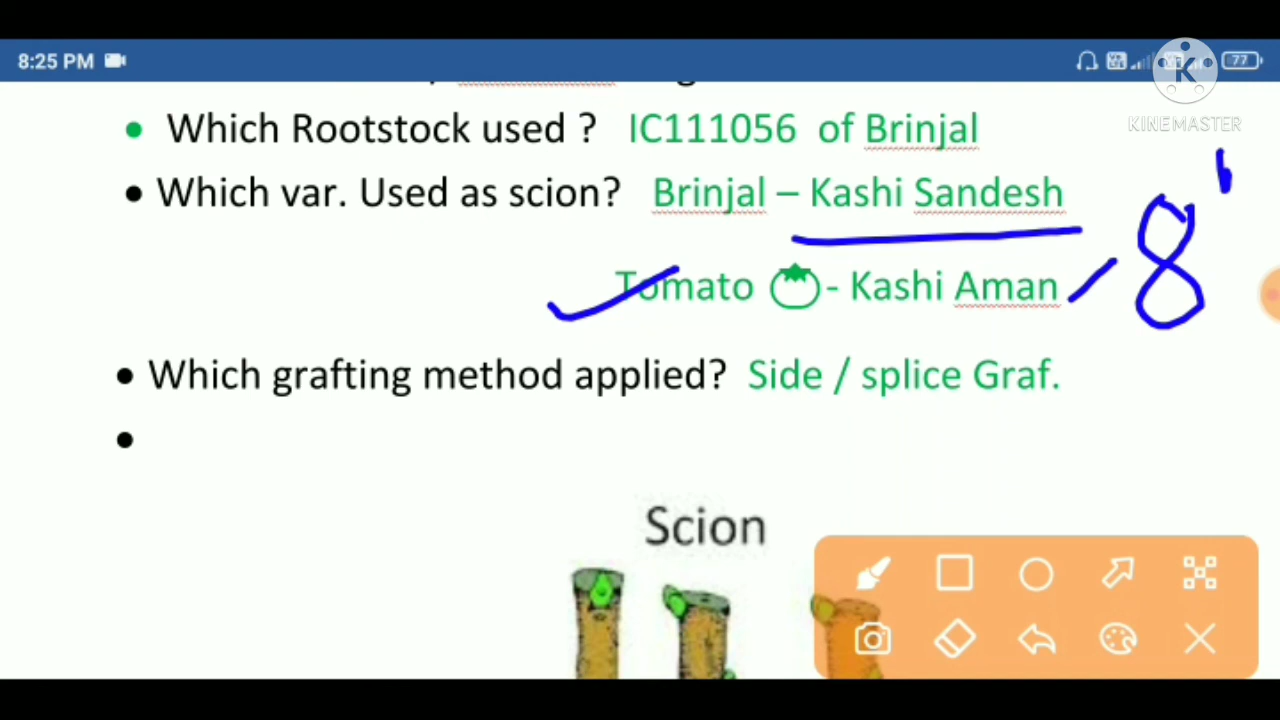 8:25 PM
77
KINEMASTER
• Which Rootstock used ? IC111056 of Brinjal
• Which var. Used as scion? Brinjal – Kashi Sandesh
Tomato - Kashi Aman
8
• Which grafting method applied? Side / splice Graf.
•
Scion